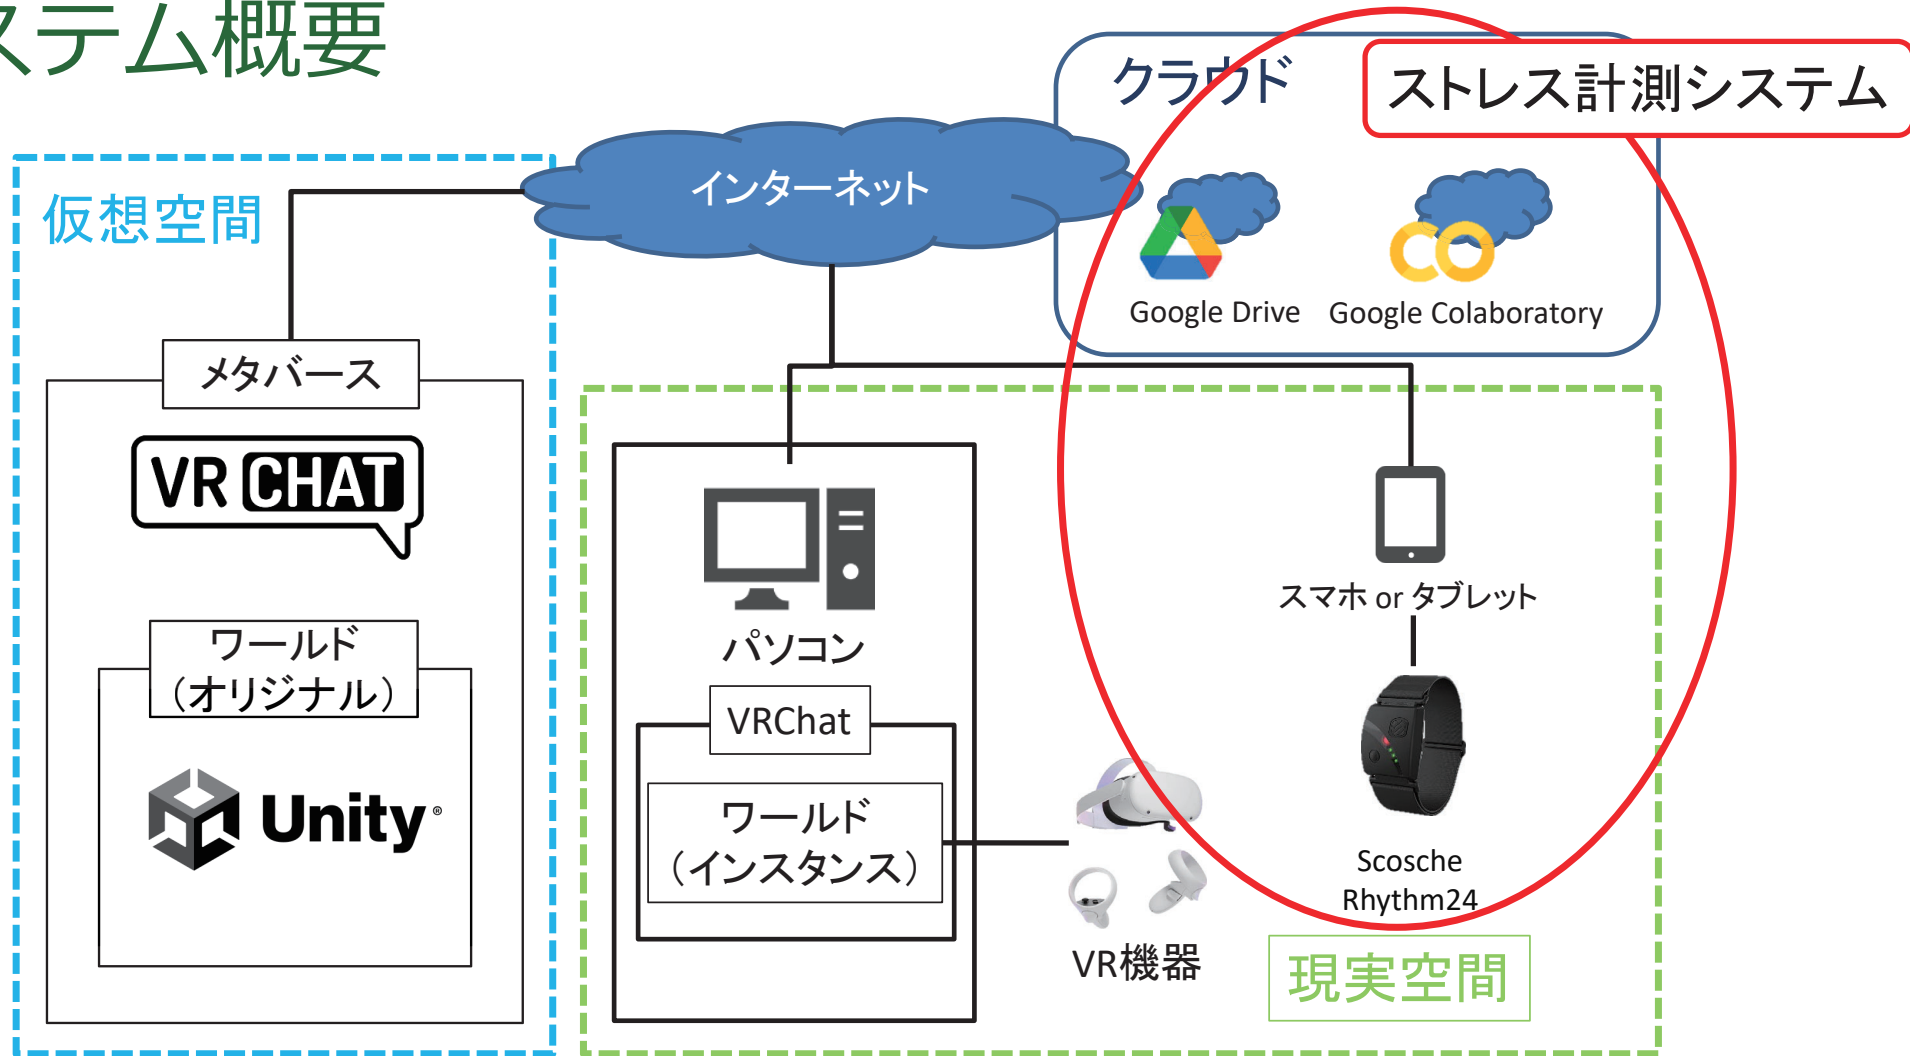 ステム概要
クラウド
ストレス計測システム
インターネット
仮想空間
Google Drive
Google Colaboratory
メタバース
VR CHAT
ワールド
（オリジナル）
Unity®
パソコン
VRChat
ワールド
（インスタンス）
VR機器
スマホ or タブレット
Scosche
Rhythm24
現実空間